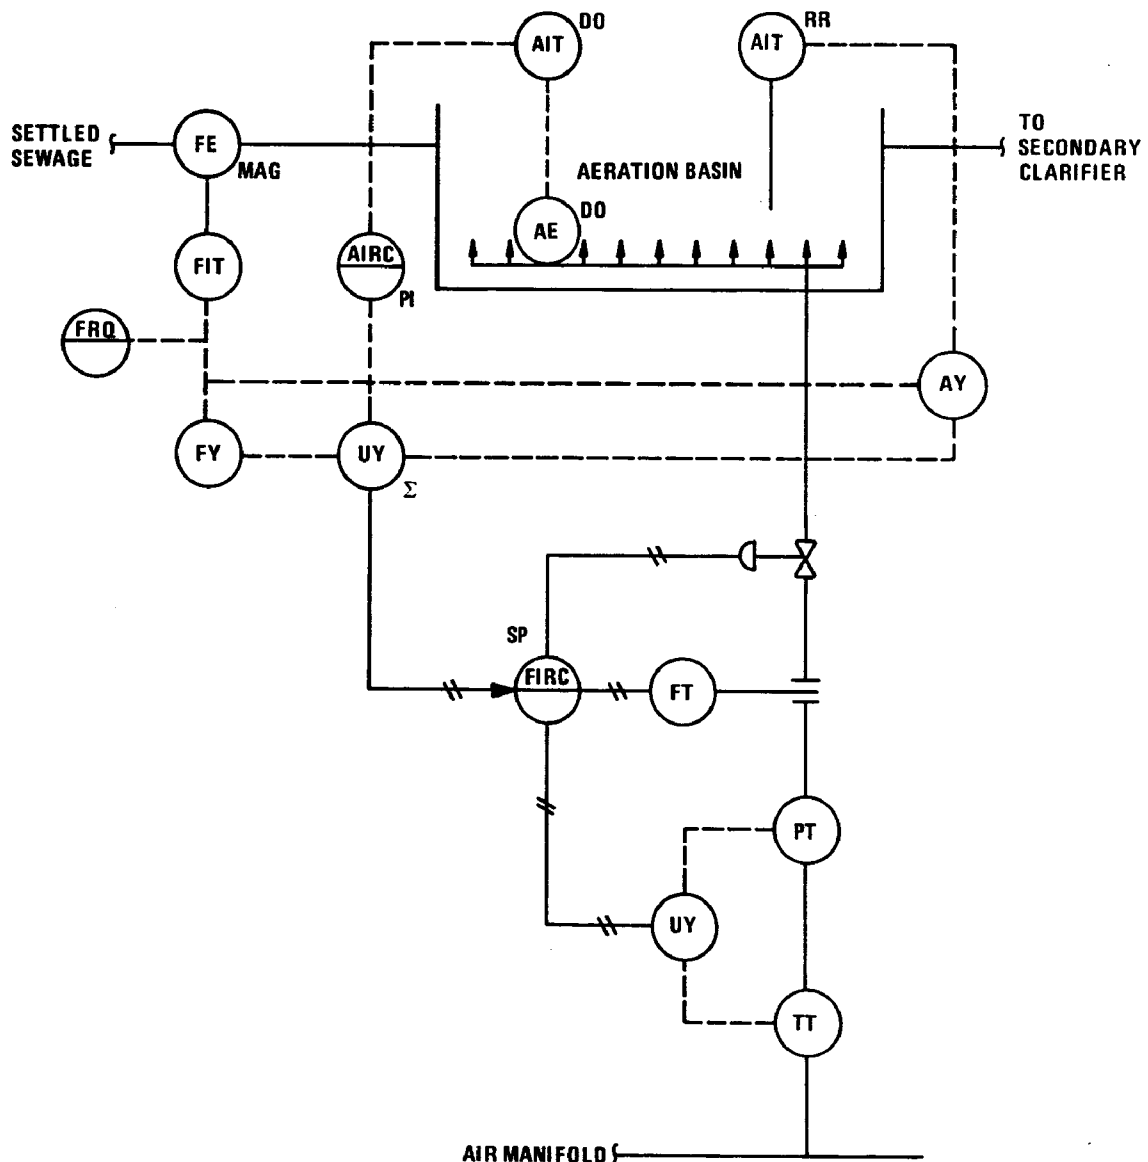 DO
AIT
RR
AIT
SETTLED
SEWAGE
FE
MAG
TO
SECONDARY
CLARIFIER
AERATION BASIN
DO
AE
FIT
AIRC
PI
FRQ
AY
FY
UY
Σ
SP
FIRC
FT
PT
UY
TT
AIR MANIFOLD